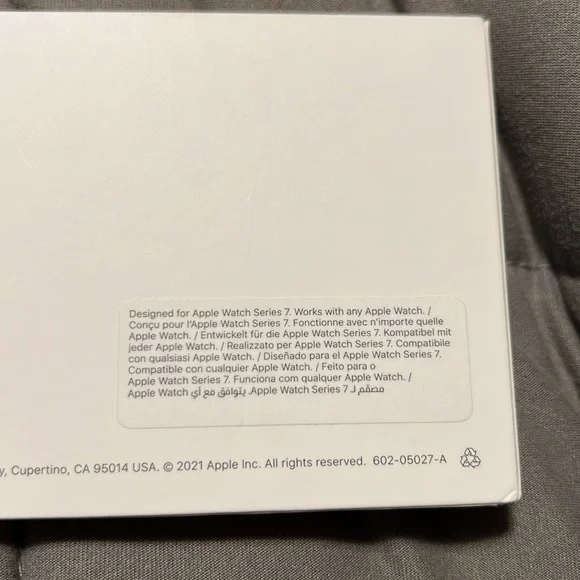 Designed for Apple Watch Series 7. Works with any Apple Watch. /
Conçu pour l'Apple Watch Series 7. Fonctionne avec n'importe quelle
Apple Watch. / Entwickelt für die Apple Watch Series 7. Kompatibel mit
jeder Apple Watch. / Realizzato per Apple Watch Series 7. Compatibile
con qualsiasi Apple Watch. / Diseñado para el Apple Watch Series 7.
Compatible con cualquier Apple Watch. / Feito para o
Apple Watch Series 7. Funciona com qualquer Apple Watch. /
مصمّم لـ Apple Watch Series 7. يتوافق مع أي Apple Watch
y, Cupertino, CA 95014 USA. © 2021 Apple Inc. All rights reserved. 602-05027-A